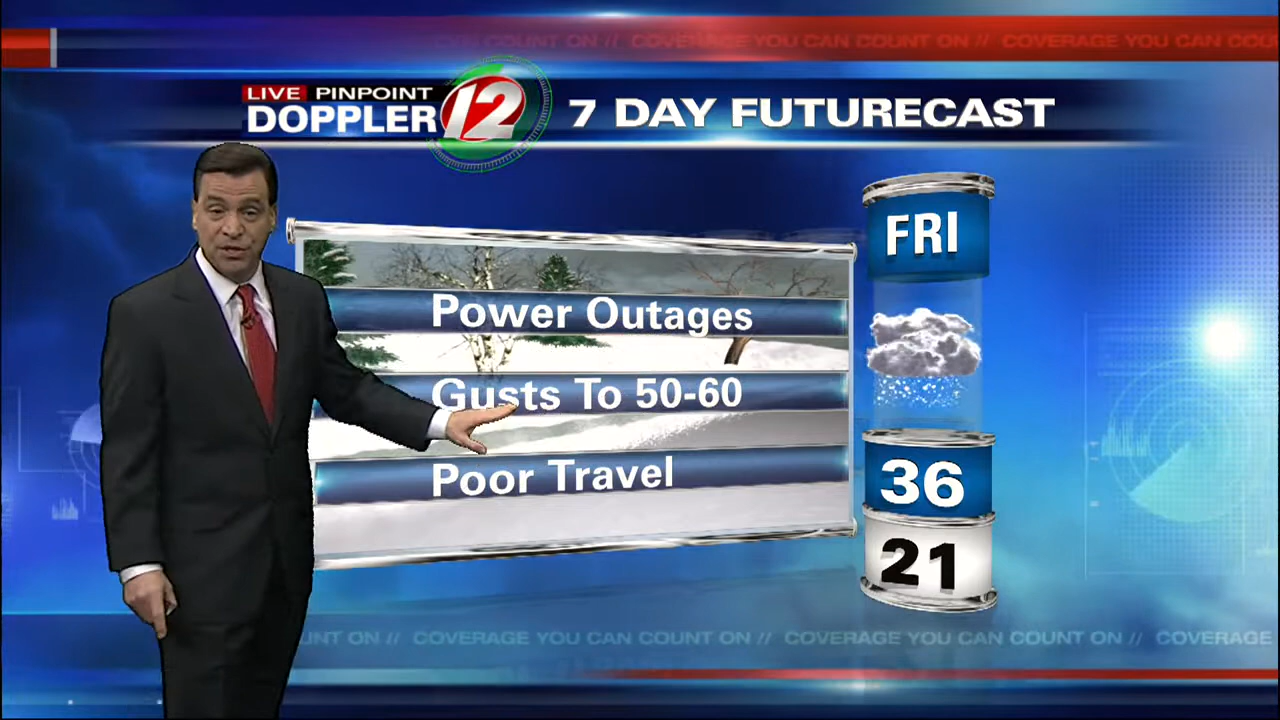 CAN COUNT ON // COVERAGE YOU CAN COUNT ON // COVERAGE YOU CAN COU
LIVE PINPOINT
DOPPLER 12
7 DAY FUTURECAST
FRI
Power Outages
Gusts To 50-60
Poor Travel
36
21
UNT ON // COVERAGE YOU CAN COUNT ON // COVERAGE YOU CAN COUNT ON // COVERAGE